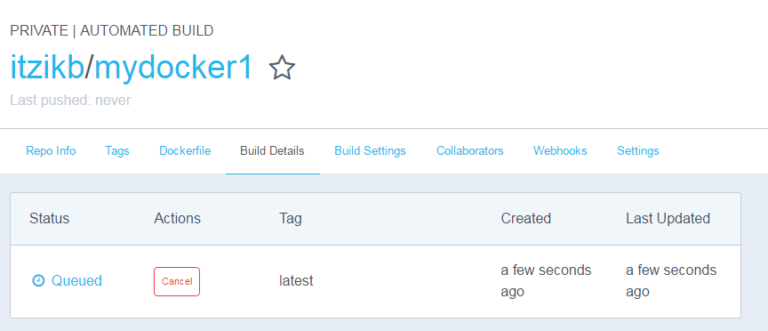 PRIVATE | AUTOMATED BUILD
itzikb/mydocker1
Last pushed: never
Repo Info Tags Dockerfile Build Details Build Settings Collaborators Webhooks Settings
Status Actions Tag Created Last Updated
Queued Cancel latest a few seconds ago a few seconds ago